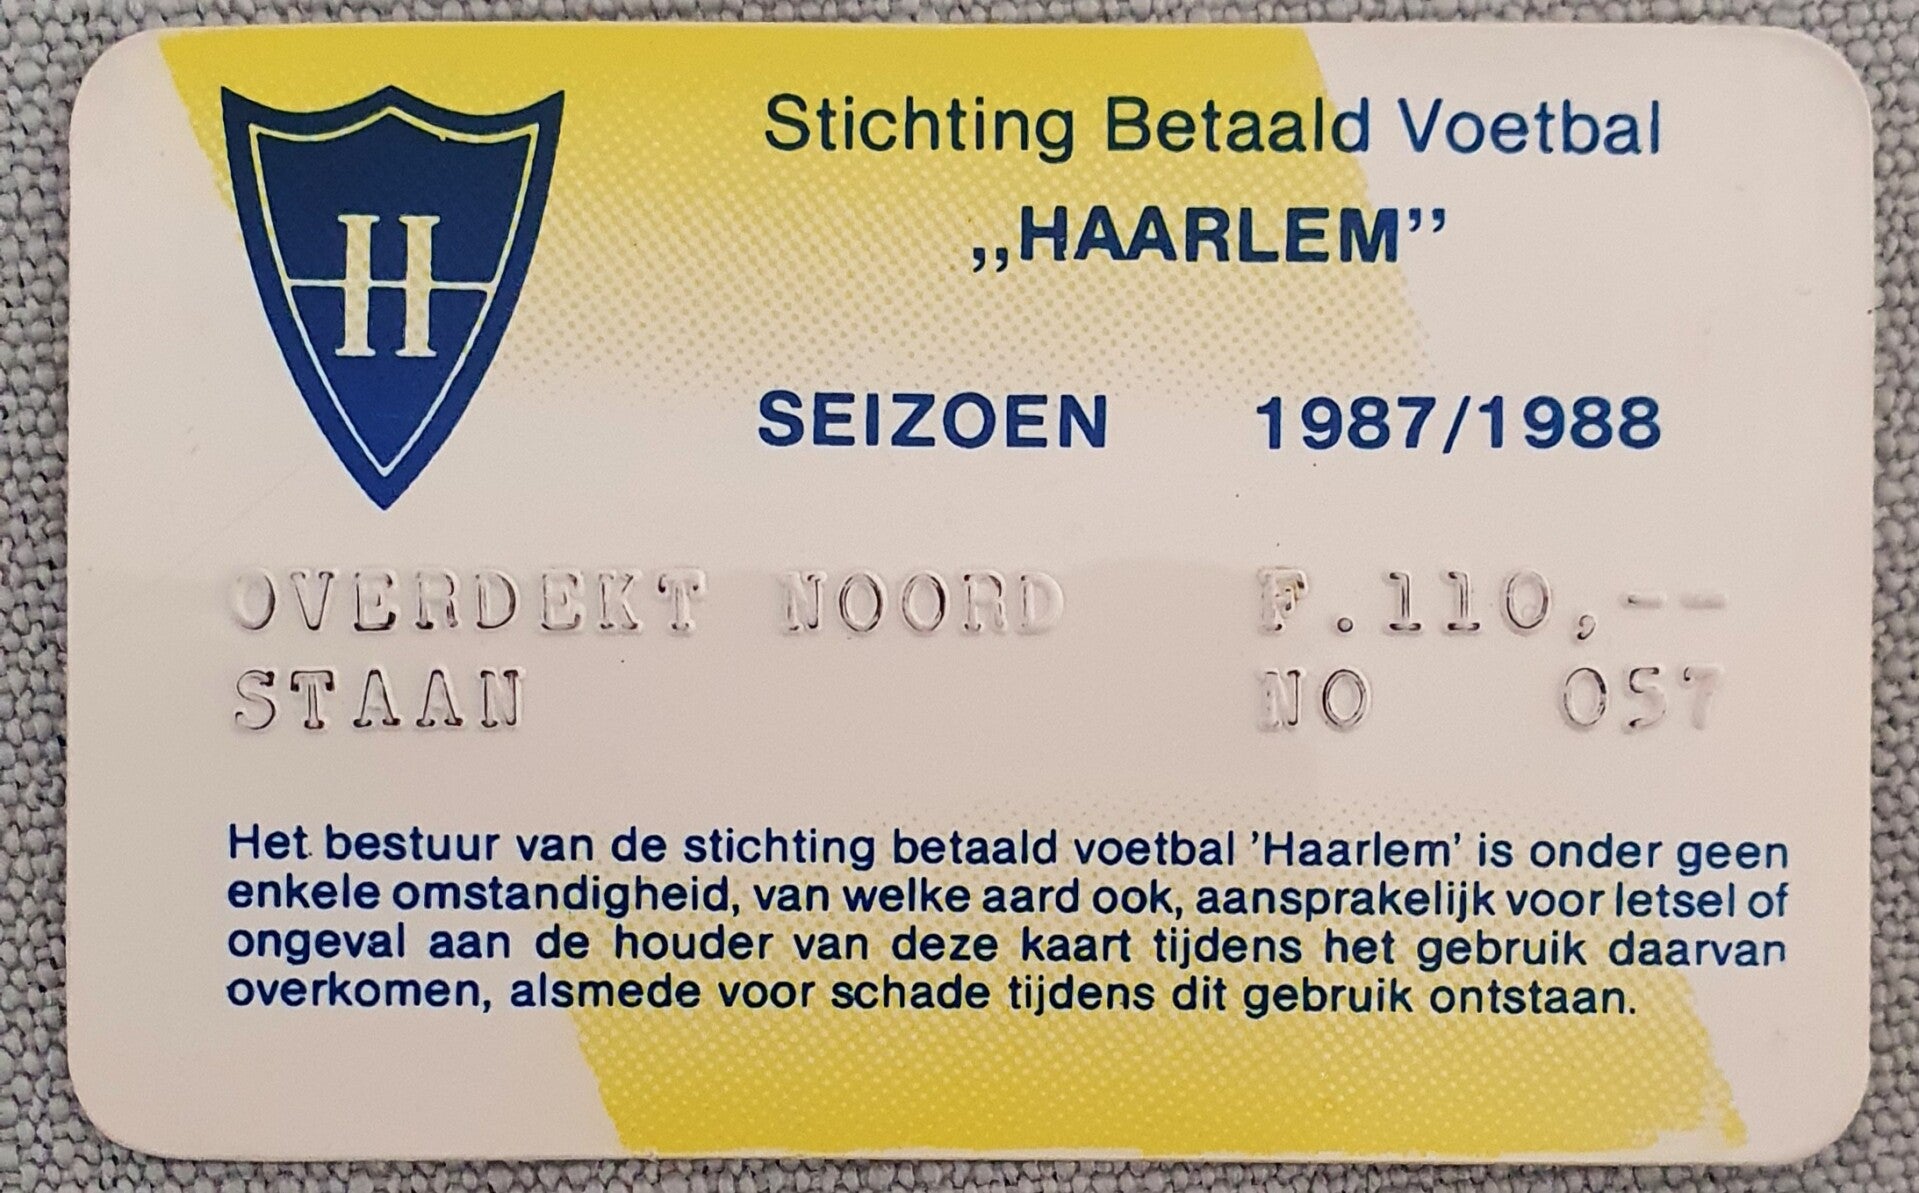 H
Stichting Betaald Voetbal
„HAARLEM”
SEIZOEN 1987/1988
OVERDEKT NOORD F.110,--
STAAN NO 057
Het bestuur van de stichting betaald voetbal ’Haarlem’ is onder geen
enkele omstandigheid, van welke aard ook, aansprakelijk voor letsel of
ongeval aan de houder van deze kaart tijdens het gebruik daarvan
overkomen, alsmede voor schade tijdens dit gebruik ontstaan.